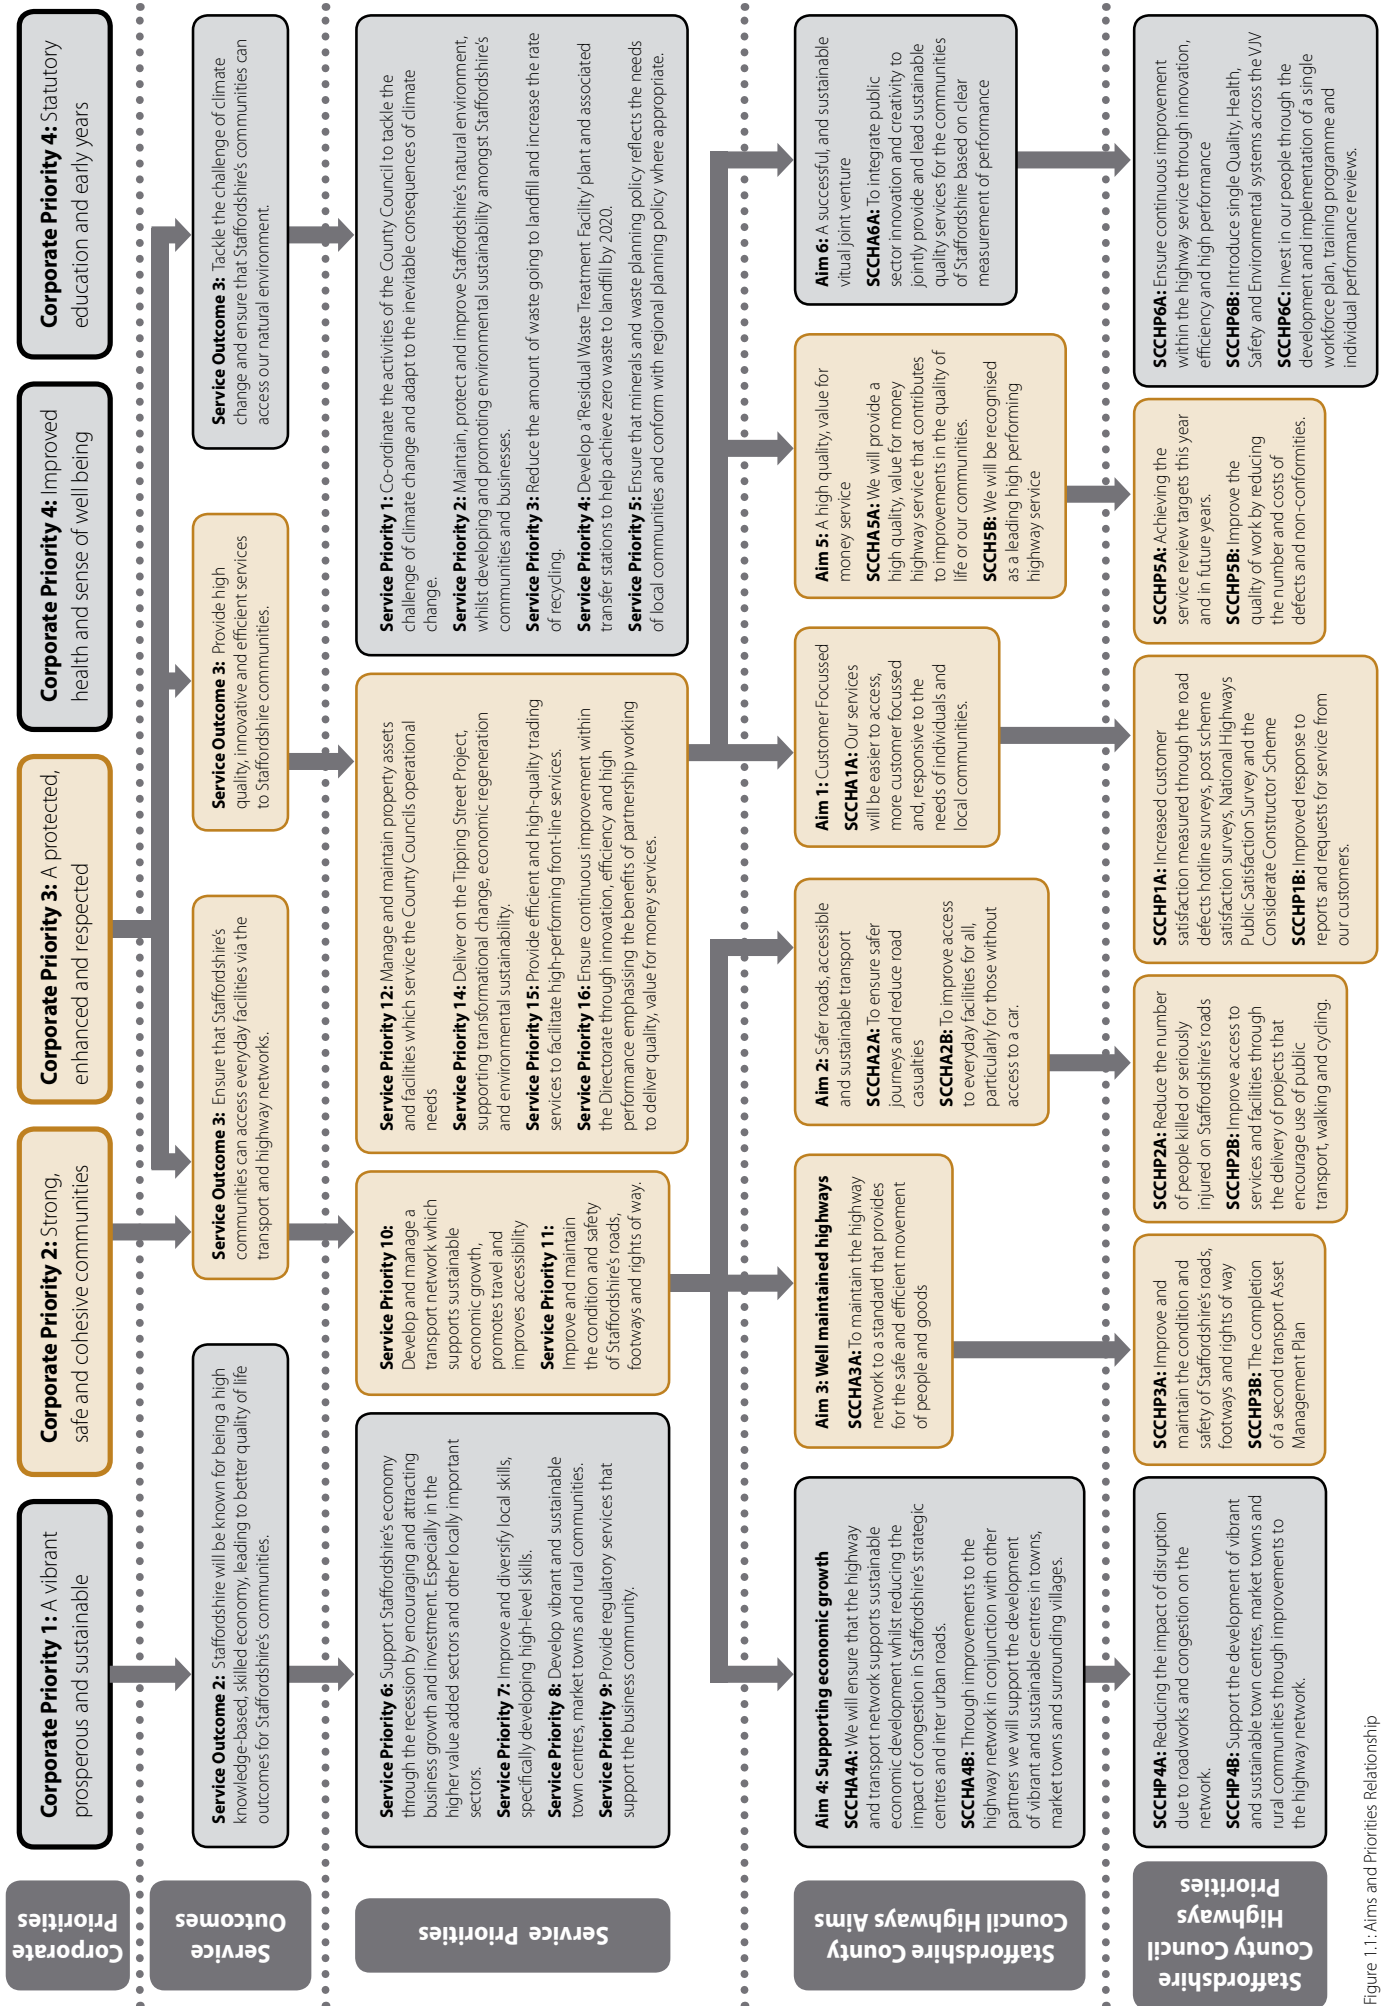 Corporate
Priorities
Corporate Priority 1: A vibrant
prosperous and sustainable
Corporate Priority 2: Strong,
safe and cohesive communities
Corporate Priority 3: A protected,
enhanced and respected
Corporate Priority 4: Improved
health and sense of well being
Corporate Priority 4: Statutory
education and early years
Service
Outcomes
Service Outcome 2: Staffordshire will be known for being a high
knowledge-based, skilled economy, leading to better quality of life
outcomes for Staffordshire's communities.
Service Outcome 3: Ensure that Staffordshire's
communities can access everyday facilities via the
transport and highway networks.
Service Outcome 3: Provide high
quality, innovative and efficient services
to Staffordshire communities.
Service Outcome 3: Tackle the challenge of climate
change and ensure that Staffordshire's communities can
access our natural environment.
Service Priorities
Service Priority 6: Support Staffordshire's economy
through the recession by encouraging and attracting
business growth and investment. Especially in the
higher value added sectors and other locally important
sectors.
Service Priority 7: Improve and diversify local skills,
specifically developing high-level skills.
Service Priority 8: Develop vibrant and sustainable
town centres, market towns and rural communities.
Service Priority 9: Provide regulatory services that
support the business community.
Service Priority 10:
Develop and manage a
transport network which
supports sustainable
economic growth,
promotes travel and
improves accessibility
Service Priority 11:
Improve and maintain
the condition and safety
of Staffordshire's roads,
footways and rights of way.
Service Priority 12: Manage and maintain property assets
and facilities which service the County Councils operational
needs
Service Priority 14: Deliver on the Tipping Street Project,
supporting transformational change, economic regeneration
and environmental sustainability.
Service Priority 15: Provide efficient and high-quality trading
services to facilitate high-performing front-line services.
Service Priority 16: Ensure continuous improvement within
the Directorate through innovation, efficiency and high
performance emphasising the benefits of partnership working
to deliver quality, value for money services.
Service Priority 1: Co-ordinate the activities of the County Council to tackle the
challenge of climate change and adapt to the inevitable consequences of climate
change.
Service Priority 2: Maintain, protect and improve Staffordshire's natural environment,
whilst developing and promoting environmental sustainability amongst Staffordshire's
communities and businesses.
Service Priority 3: Reduce the amount of waste going to landfill and increase the rate
of recycling.
Service Priority 4: Develop a 'Residual Waste Treatment Facility' plant and associated
transfer stations to help achieve zero waste to landfill by 2020.
Service Priority 5: Ensure that minerals and waste planning policy reflects the needs
of local communities and conform with regional planning policy where appropriate.
Staffordshire County
Council Highways Aims
Aim 4: Supporting economic growth
SCCHA4A: We will ensure that the highway
and transport network supports sustainable
economic development whilst reducing the
impact of congestion in Staffordshire's strategic
centres and inter urban roads.
SCCHA4B: Through improvements to the
highway network in conjunction with other
partners we will support the development
of vibrant and sustainable centres in towns,
market towns and surrounding villages.
Aim 3: Well maintained highways
SCCHA3A: To maintain the highway
network to a standard that provides
for the safe and efficient movement
of people and goods
Aim 2: Safer roads, accessible
and sustainable transport
SCCHA2A: To ensure safer
journeys and reduce road
casualties
SCCHA2B: To improve access
to everyday facilities for all,
particularly for those without
access to a car.
Aim 1: Customer Focussed
SCCHA1A: Our services
will be easier to access,
more customer focussed
and, responsive to the
needs of individuals and
local communities.
Aim 5: A high quality, value for
money service
SCCHA5A: We will provide a
high quality, value for money
highway service that contributes
to improvements in the quality of
life or our communities.
SCCH5B: We will be recognised
as a leading high performing
highway service
Aim 6: A successful, and sustainable
vitual joint venture
SCCHA6A: To integrate public
sector innovation and creativity to
jointly provide and lead sustainable
quality services for the communities
of Staffordshire based on clear
measurement of performance
Staffordshire
County Council
Highways
Priorities
SCCHP4A: Reducing the impact of disruption
due to roadworks and congestion on the
network.
SCCHP4B: Support the development of vibrant
and sustainable town centres, market towns and
rural communities through improvements to
the highway network.
SCCHP3A: Improve and
maintain the condition and
safety of Staffordshire's roads,
footways and rights of way
SCCHP3B: The completion
of a second transport Asset
Management Plan
SCCHP2A: Reduce the number
of people killed or seriously
injured on Staffordshire's roads
SCCHP2B: Improve access to
services and facilities through
the delivery of projects that
encourage use of public
transport, walking and cycling.
SCCHP1A: Increased customer
satisfaction measured through the road
defects hotline surveys, post scheme
satisfaction surveys, National Highways
Public Satisfaction Survey and the
Considerate Constructor Scheme
SCCHP1B: Improved response to
reports and requests for service from
our customers.
SCCHP5A: Achieving the
service review targets this year
and in future years.
SCCHP5B: Improve the
quality of work by reducing
the number and costs of
defects and non-conformities.
SCCHP6A: Ensure continuous improvement
within the highway service through innovation,
efficiency and high performance
SCCHP6B: Introduce single Quality, Health,
Safety and Environmental systems across the VJV
SCCHP6C: Invest in our people through the
development and implementation of a single
workforce plan, training programme and
individual performance reviews.
Figure 1.1: Aims and Priorities Relationship